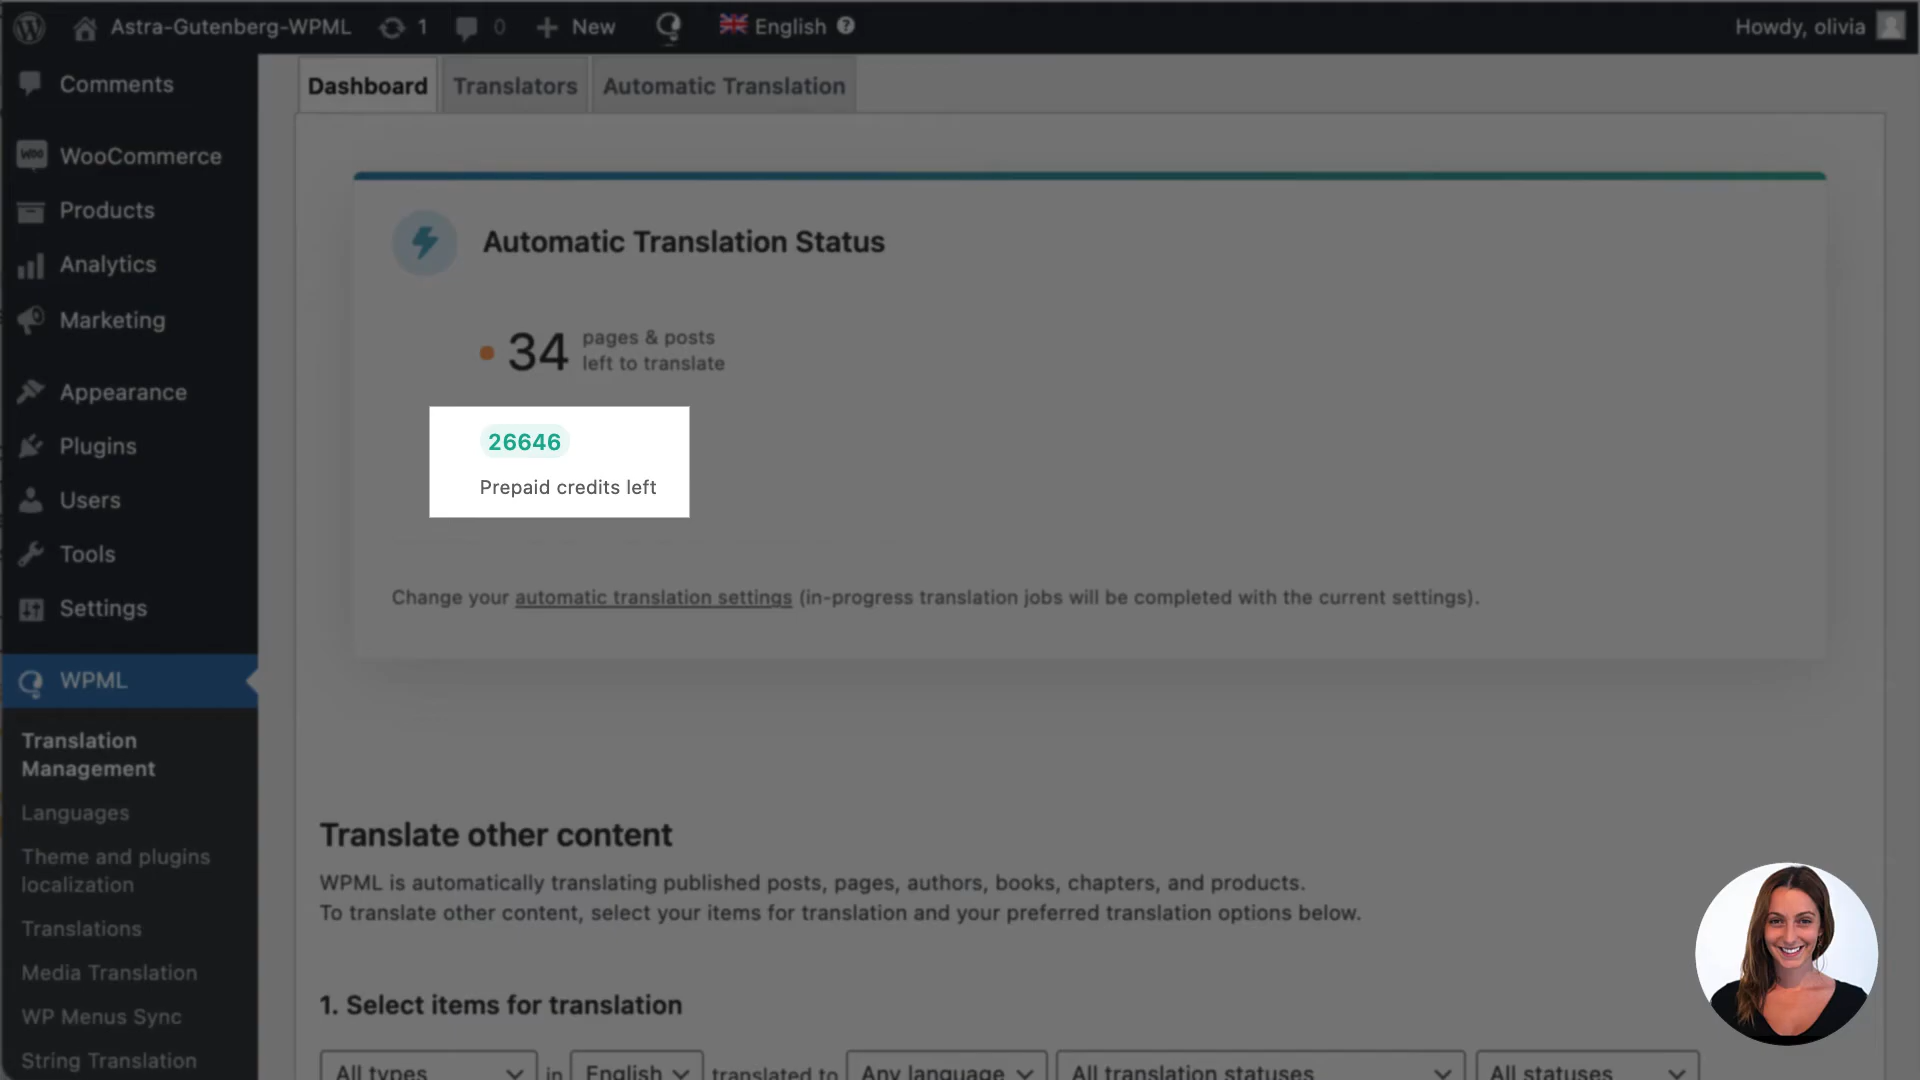 Astra-Gutenberg-WPML 1 0 New English Howdy, olivia
Comments
WooCommerce
Products
Analytics
Marketing
Appearance
Plugins
Users
Tools
Settings
WPML
Translation
Management
Languages
Theme and plugins
localization
Translations
Media Translation
WP Menus Sync
String Translation
Dashboard Translators Automatic Translation
Automatic Translation Status
34 pages & posts
left to translate
26646
Prepaid credits left
Change your automatic translation settings (in-progress translation jobs will be completed with the current settings).
Translate other content
WPML is automatically translating published posts, pages, authors, books, chapters, and products.
To translate other content, select your items for translation and your preferred translation options below.
1. Select items for translation
All types in English translated to Any language All translation statuses All statuses